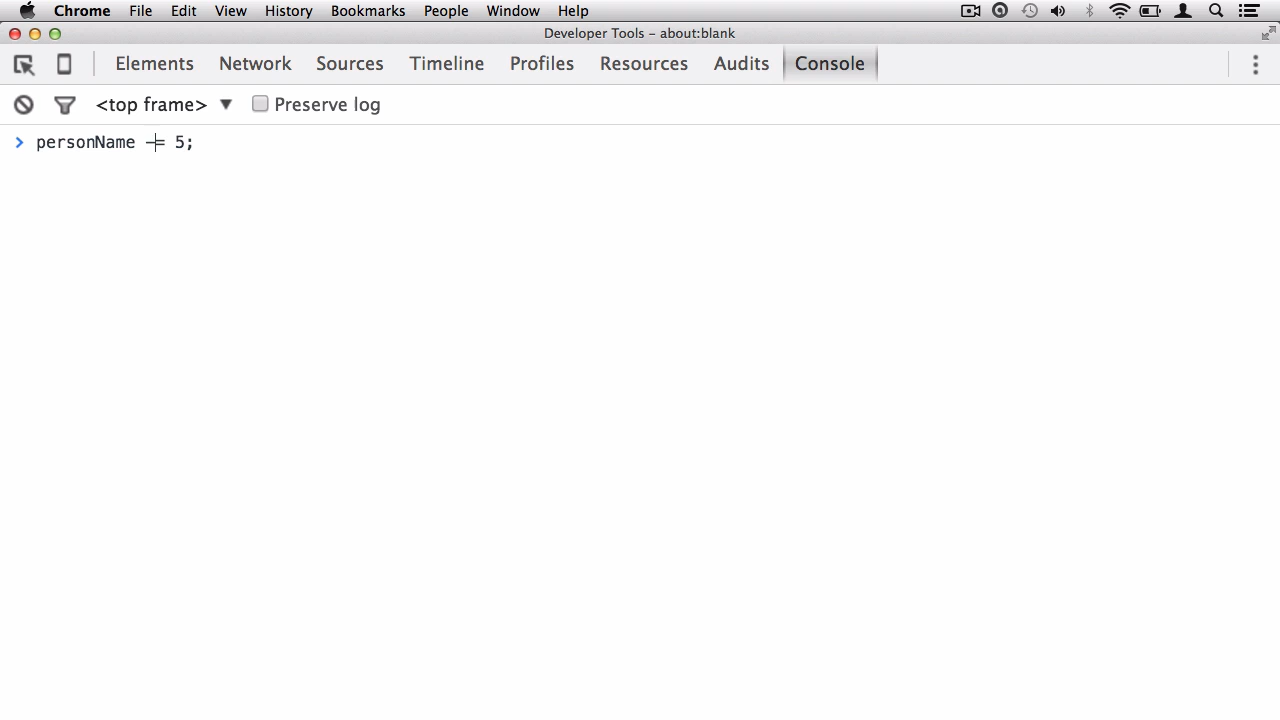 Chrome File Edit View History Bookmarks People Window Help
Developer Tools - about:blank
Elements Network Sources Timeline Profiles Resources Audits Console
<top frame> ▼ Preserve log
> personName -= 5;